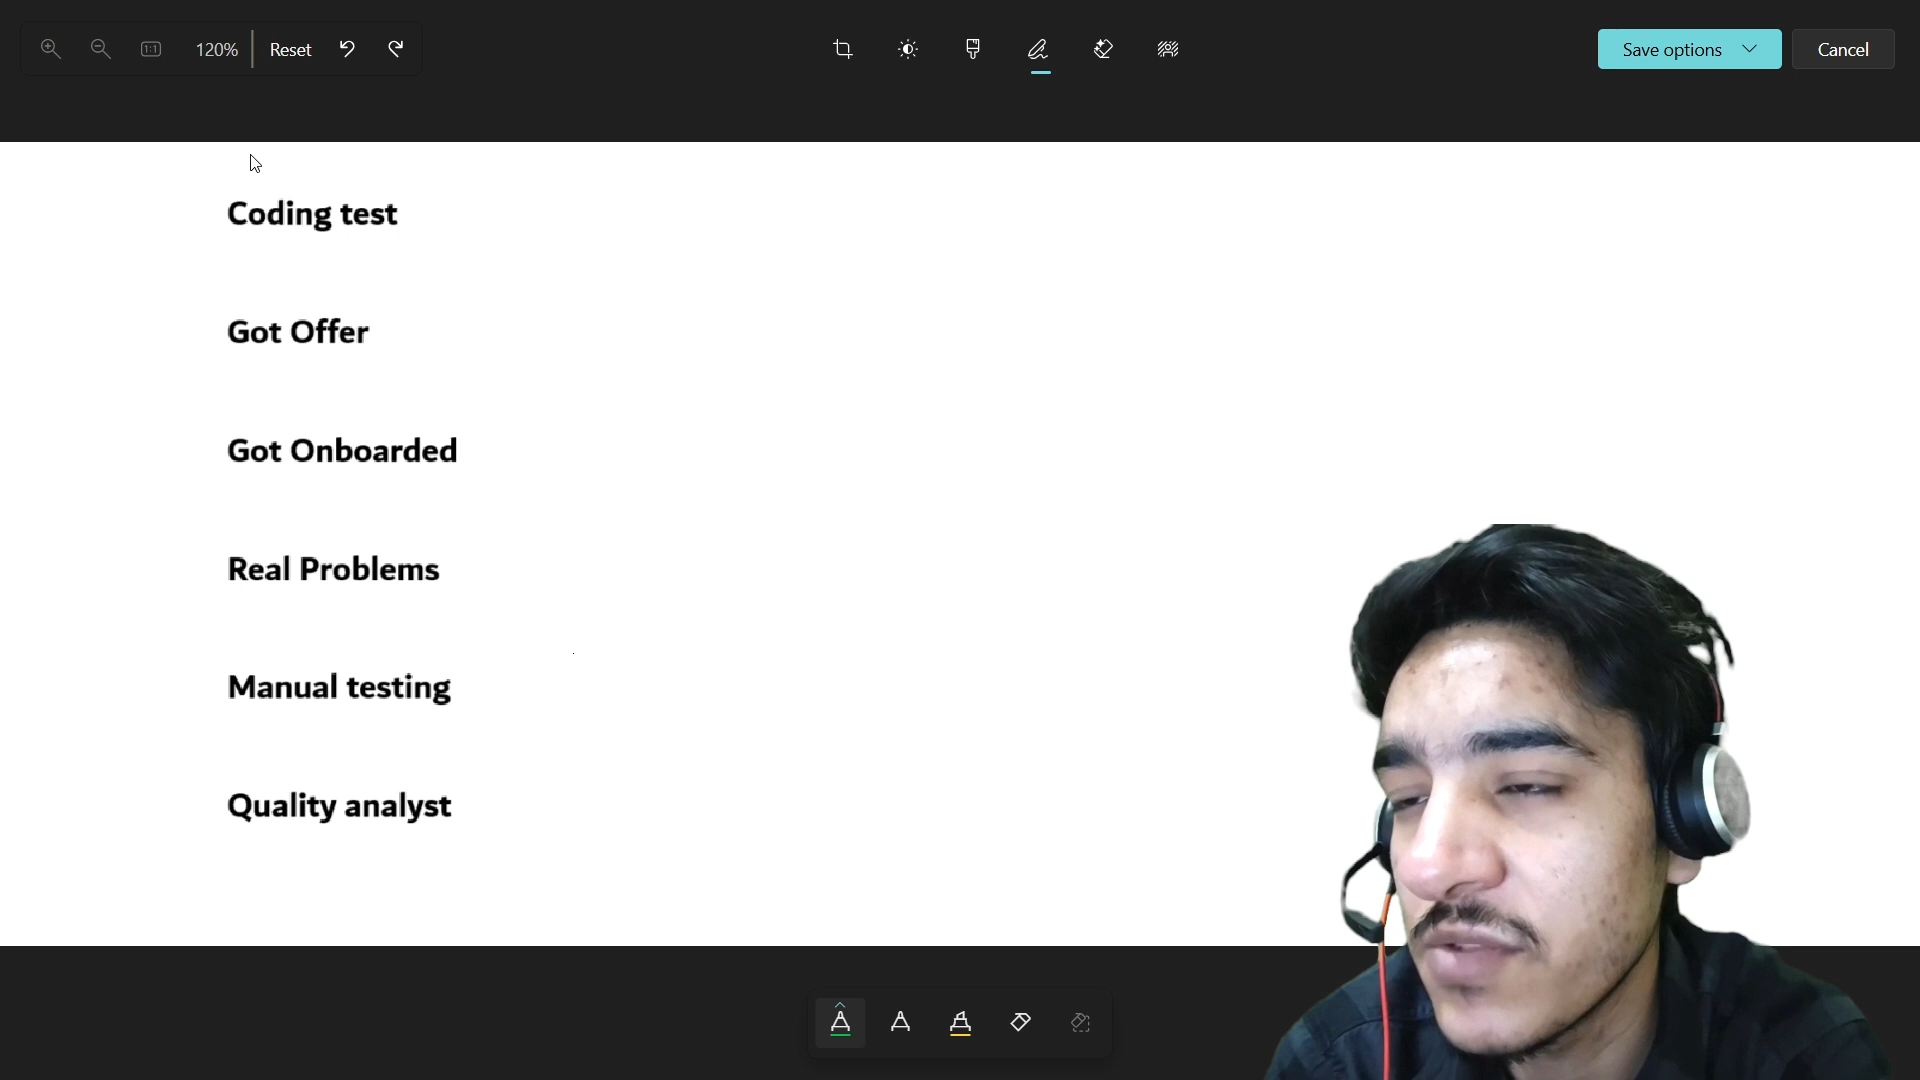 120%
Reset
Save options
Cancel
Coding test
Got Offer
Got Onboarded
Real Problems
Manual testing
Quality analyst